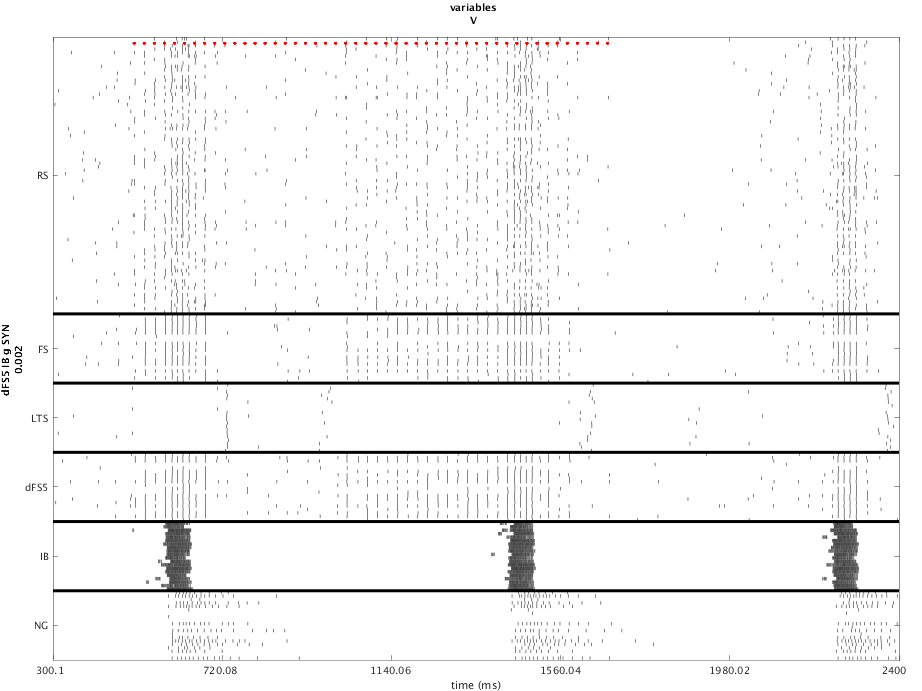 variables
V
dFS5 IB g SYN
0.002
RS
FS
LTS
dFS5
IB
NG
300.1
720.08
1140.06
1560.04
1980.02
2400
time (ms)